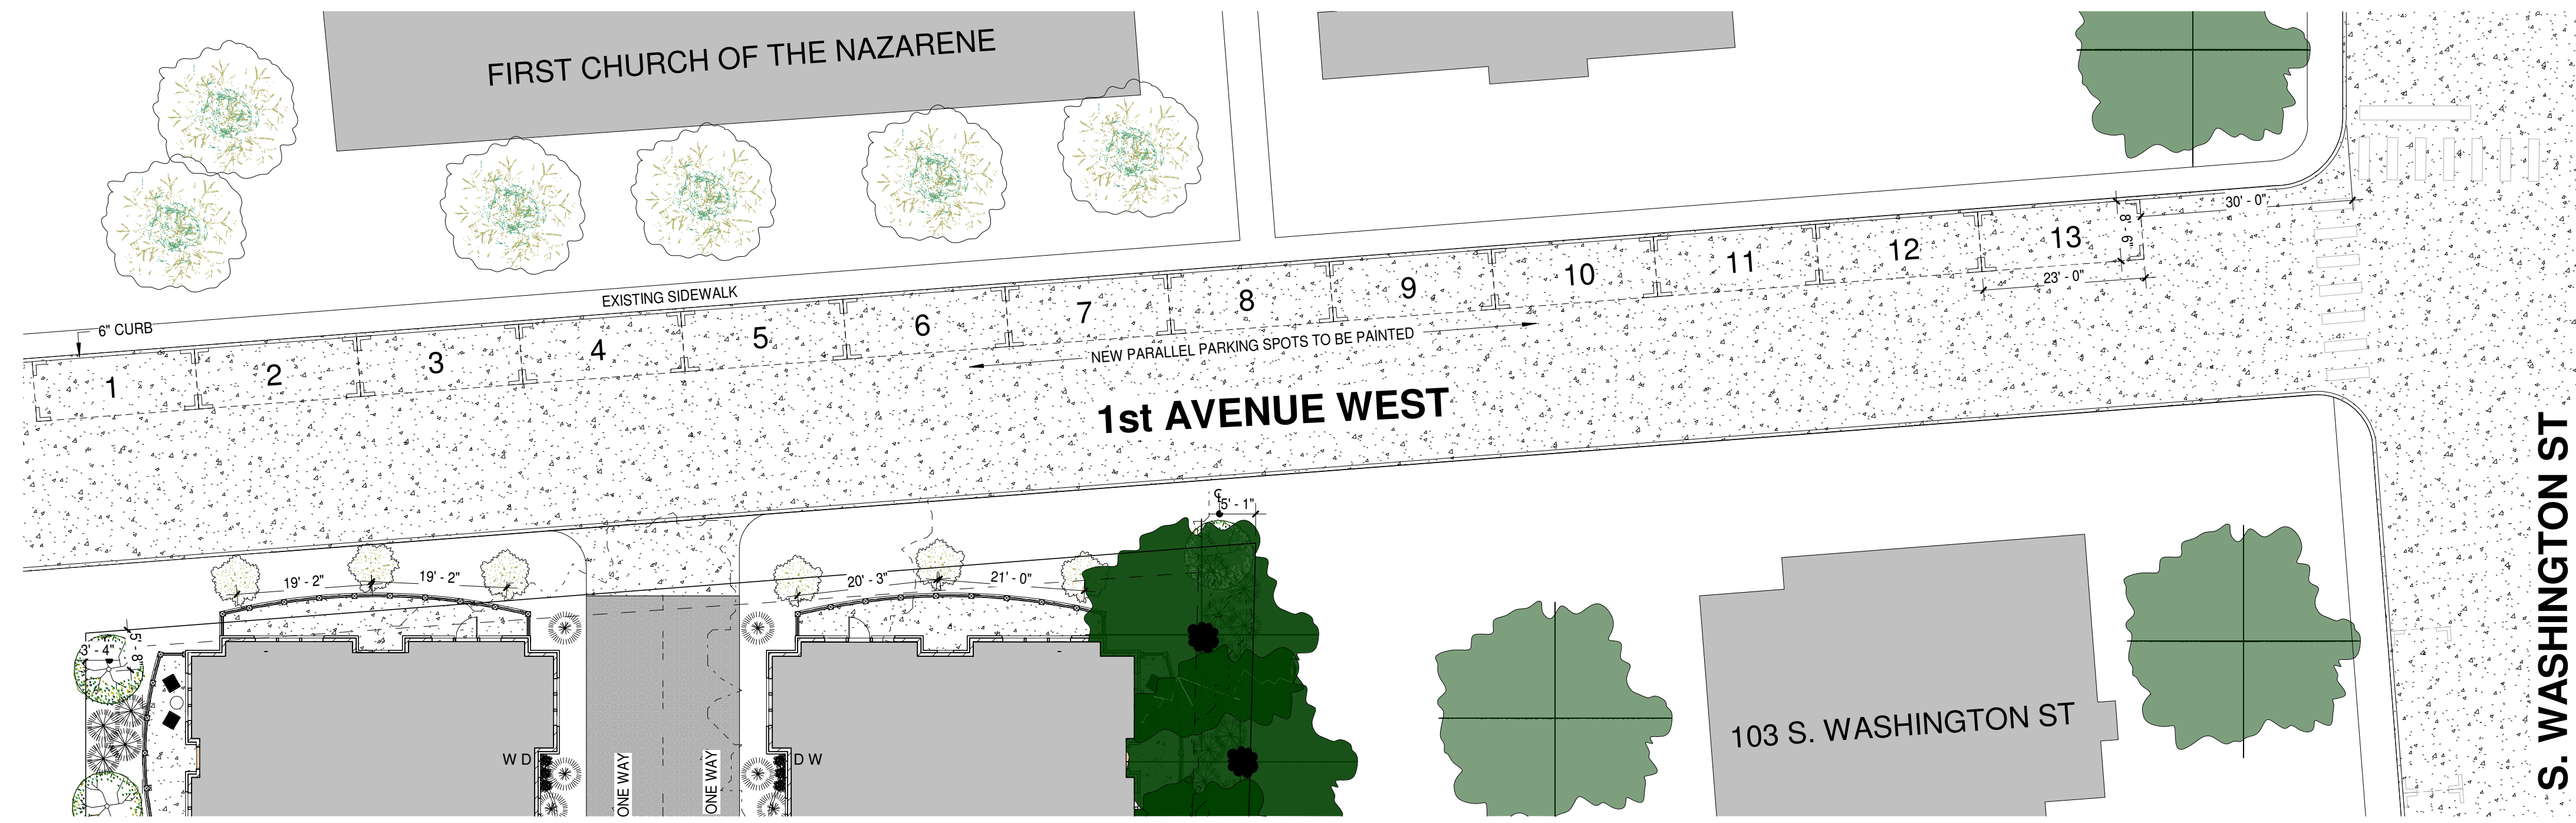 FIRST CHURCH OF THE NAZARENE
30' - 0"
8' - 6"
23' - 0"
EXISTING SIDEWALK
6" CURB
1
2
3
4
5
6
7
8
9
10
11
12
13
NEW PARALLEL PARKING SPOTS TO BE PAINTED
1st AVENUE WEST
S. WASHINGTON ST
℄
5' - 1"
19' - 2"
19' - 2"
20' - 3"
21' - 0"
5' - 8"
3' - 4"
103 S. WASHINGTON ST
W D
D W
ONE WAY
ONE WAY